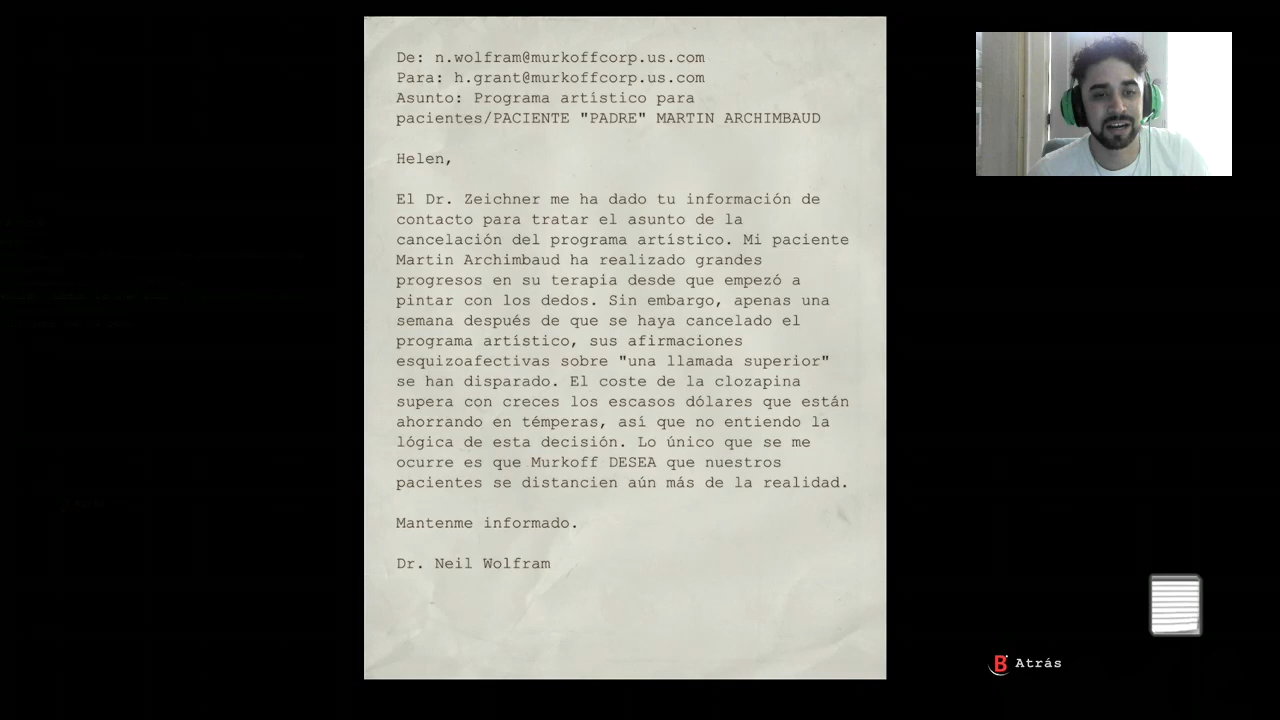 De: n.wolfram@murkoffcorp.us.com
Para: h.grant@murkoffcorp.us.com
Asunto: Programa artístico para
pacientes/PACIENTE "PADRE" MARTIN ARCHIMBAUD
Helen,
El Dr. Zeichner me ha dado tu información de
contacto para tratar el asunto de la
cancelación del programa artístico. Mi paciente
Martin Archimbaud ha realizado grandes
progresos en su terapia desde que empezó a
pintar con los dedos. Sin embargo, apenas una
semana después de que se haya cancelado el
programa artístico, sus afirmaciones
esquizoafectivas sobre "una llamada superior"
se han disparado. El coste de la clozapina
supera con creces los escasos dólares que están
ahorrando en témperas, así que no entiendo la
lógica de esta decisión. Lo único que se me
ocurre es que Murkoff DESEA que nuestros
pacientes se distancien aún más de la realidad.
Mantenme informado.
Dr. Neil Wolfram
B Atrás